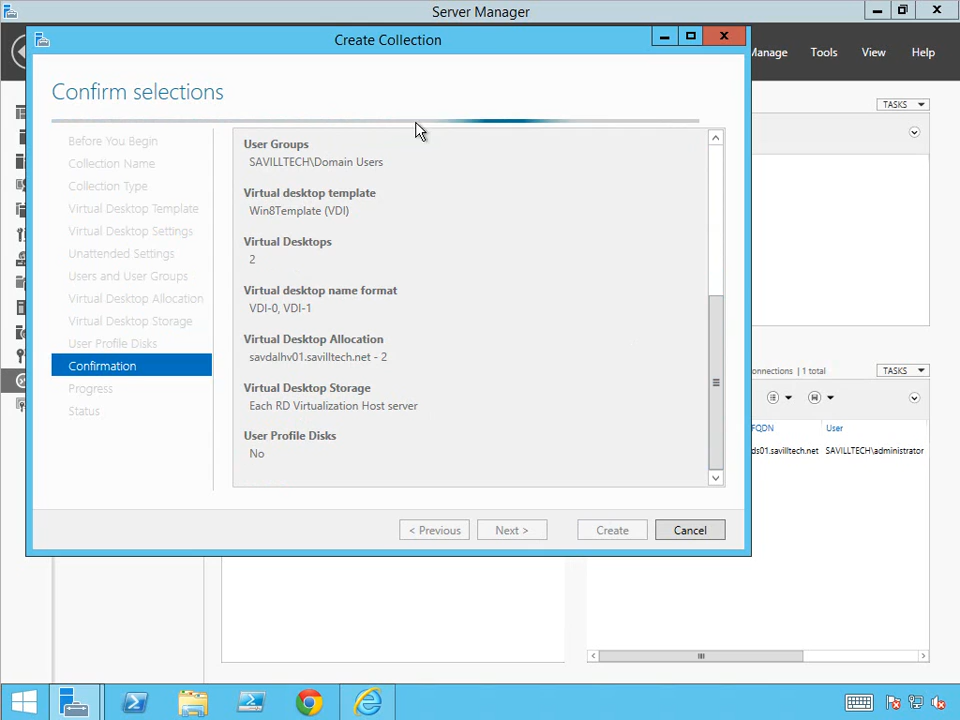 Server Manager
Create Collection
Manage Tools View Help
Confirm selections
TASKS
Before You Begin
Collection Name
Collection Type
Virtual Desktop Template
Virtual Desktop Settings
Unattended Settings
Users and User Groups
Virtual Desktop Allocation
Virtual Desktop Storage
User Profile Disks
Confirmation
Progress
Status
User Groups
SAVILLTECH\Domain Users
Virtual desktop template
Win8Template (VDI)
Virtual Desktops
2
Virtual desktop name format
VDI-0, VDI-1
Virtual Desktop Allocation
savdalhv01.savilltech.net - 2
Virtual Desktop Storage
Each RD Virtualization Host server
User Profile Disks
No
onnections | 1 total
TASKS
FQDN User
ds01.savilltech.net SAVILLTECH\administrator
< Previous Next > Create Cancel